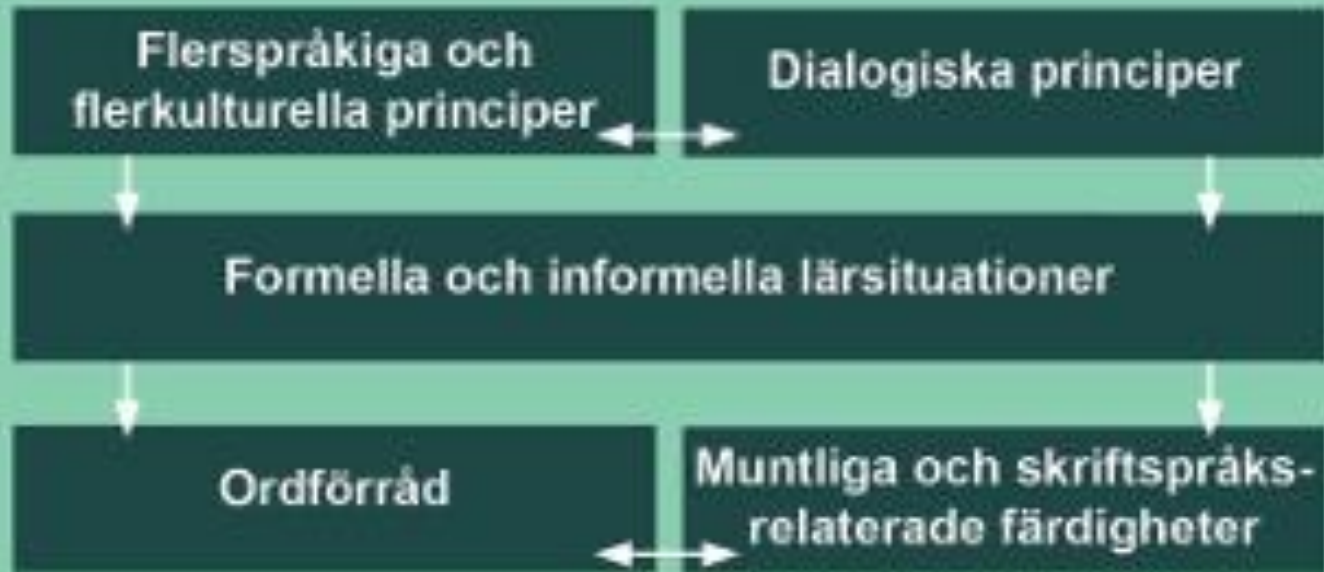 Flerspråkiga och
flerkulturella principer
Dialogiska principer
Formella och informella lärsituationer
Ordförråd
Muntliga och skriftspråks-
relaterade färdigheter